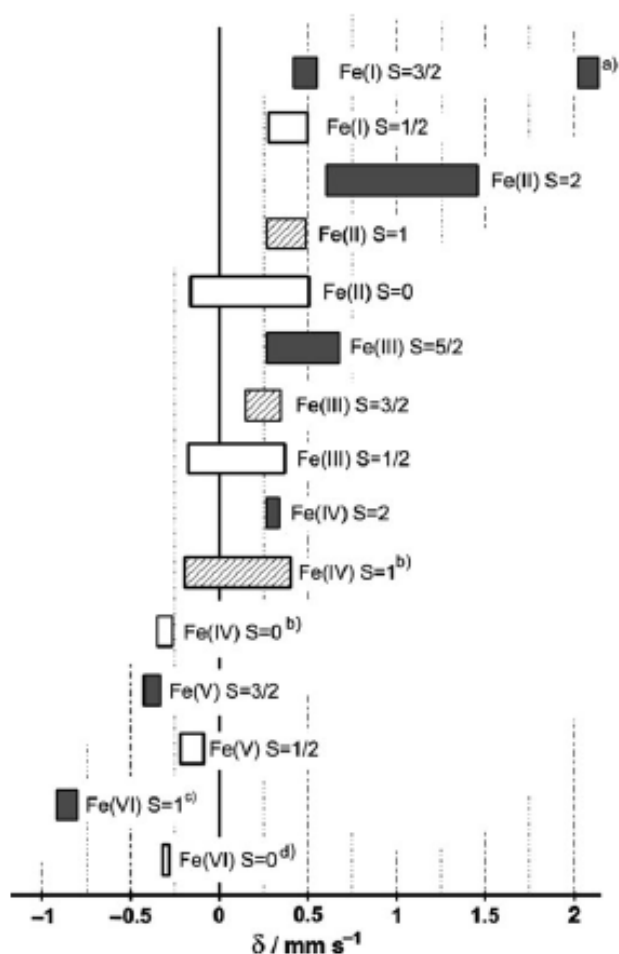 Fe(I) S=3/2
a)
Fe(I) S=1/2
Fe(II) S=2
Fe(II) S=1
Fe(II) S=0
Fe(III) S=5/2
Fe(III) S=3/2
Fe(III) S=1/2
Fe(IV) S=2
Fe(IV) S=1 b)
Fe(IV) S=0 b)
Fe(V) S=3/2
Fe(V) S=1/2
Fe(VI) S=1 c)
Fe(VI) S=0 d)
−1 −0.5 0 0.5 1 1.5 2
δ / mm s⁻¹